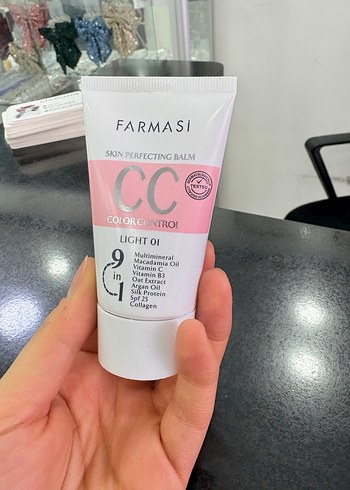 FARMASİ
SKIN PERFECTING BALM
CC
COLOR CONTROL
TESTED
LIGHT 01
9 in 1
Multimineral
Macadamia Oil
Vitamin C
Vitamin B3
Oat Extract
Argan Oil
Silk Protein
Spf 25
Collagen